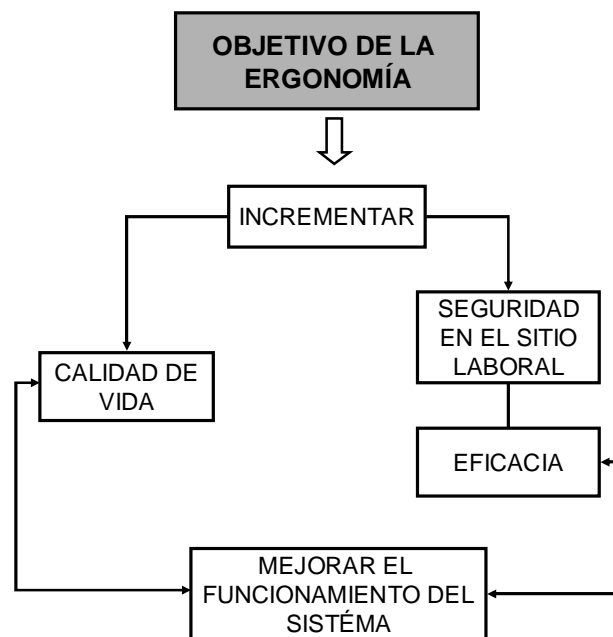 OBJETIVO DE LA
ERGONOMÍA
INCREMENTAR
SEGURIDAD
EN EL SITIO
LABORAL
CALIDAD DE
VIDA
EFICACIA
MEJORAR EL
FUNCIONAMIENTO DEL
SISTÉMA